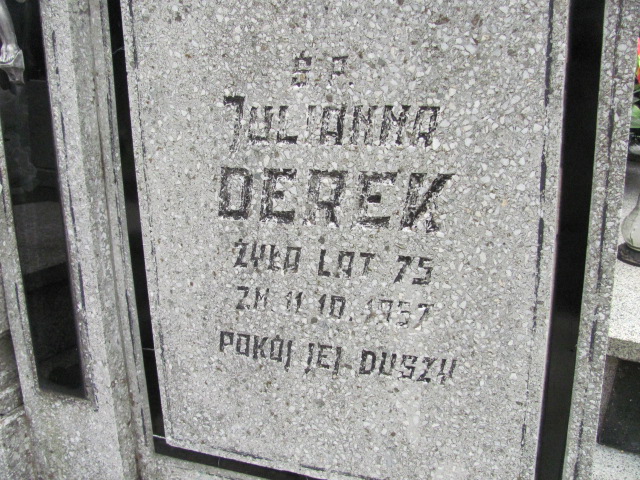 Ś.P.
JULIANNA
DEREK
ŻYŁA LAT 75
ZM. 11.10.1957
POKÓJ JEJ DUSZY